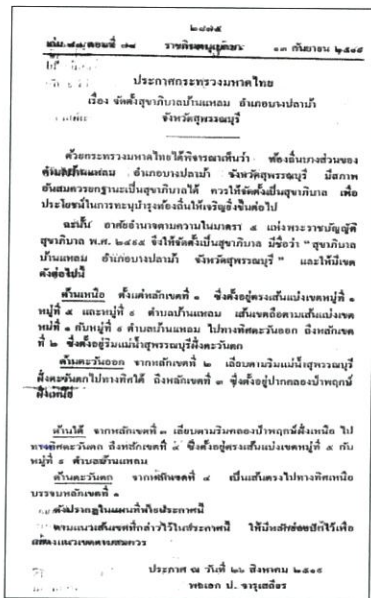 ๒๘๗๕
เล่ม ๗๗ ตอนที่ ๗๘ ราชกิจจานุเบกษา ๑๓ กันยายน ๒๕๐๓
ประกาศกระทรวงมหาดไทย
เรื่อง จัดตั้งสุขาภิบาลบ้านแหลม อำเภอบางปลาม้า
จังหวัดสุพรรณบุรี
ด้วยกระทรวงมหาดไทยได้พิจารณาเห็นว่า ท้องถิ่นบางส่วนของ
ตำบลบ้านแหลม อำเภอบางปลาม้า จังหวัดสุพรรณบุรี มีสภาพ
อันสมควรยกฐานะเป็นสุขาภิบาลได้ ควรให้จัดตั้งเป็นสุขาภิบาล เพื่อ
ประโยชน์ในการทะนุบำรุงท้องถิ่นให้เจริญยิ่งขึ้นต่อไป
ฉะนั้น อาศัยอำนาจตามความในมาตรา ๕ แห่งพระราชบัญญัติ
สุขาภิบาล พ.ศ. ๒๔๙๕ จึงให้จัดตั้งเป็นสุขาภิบาล มีชื่อว่า “สุขาภิบาล
บ้านแหลม อำเภอบางปลาม้า จังหวัดสุพรรณบุรี” และให้มีเขต
ดังต่อไปนี้
ด้านเหนือ ตั้งแต่หลักเขตที่ ๑ ซึ่งตั้งอยู่ตรงเส้นแบ่งเขตหมู่ที่ ๑
หมู่ที่ ๕ และหมู่ที่ ๙ ตำบลบ้านแหลม เส้นเขตถือตามเส้นแบ่งเขต
หมู่ที่ ๑ กับหมู่ที่ ๙ ตำบลบ้านแหลม ไปทางทิศตะวันออก ถึงหลักเขต
ที่ ๒ ซึ่งตั้งอยู่ริมแม่น้ำสุพรรณบุรีฝั่งตะวันตก
ด้านตะวันออก จากหลักเขตที่ ๒ เลียบตามริมแม่น้ำสุพรรณบุรี
ฝั่งตะวันตกไปทางทิศใต้ ถึงหลักเขตที่ ๓ ซึ่งตั้งอยู่ปากคลองป่าพฤกษ์
ฝั่งเหนือ
ด้านใต้ จากหลักเขตที่ ๓ เลียบตามริมคลองป่าพฤกษ์ฝั่งเหนือ ไป
ทางทิศตะวันตก ถึงหลักเขตที่ ๔ ซึ่งตั้งอยู่ตรงเส้นแบ่งเขตหมู่ที่ ๕ กับ
หมู่ที่ ตำบลบ้านแหลม
ด้านตะวันตก จากหลักเขตที่ ๔ เป็นเส้นตรงไปทางทิศเหนือ
บรรจบหลักเขตที่ ๑
ดังปรากฏในแผนที่ท้ายประกาศนี้
ตามแนวเส้นเขตที่กล่าวไว้ในประกาศนี้ ให้มีหลักย่อยปักไว้เพื่อ
แสดงแนวเขตตามสมควร
ประกาศ ณ วันที่ ๒๖ สิงหาคม ๒๕๐๓
พลเอก ป. จารุเสถียร